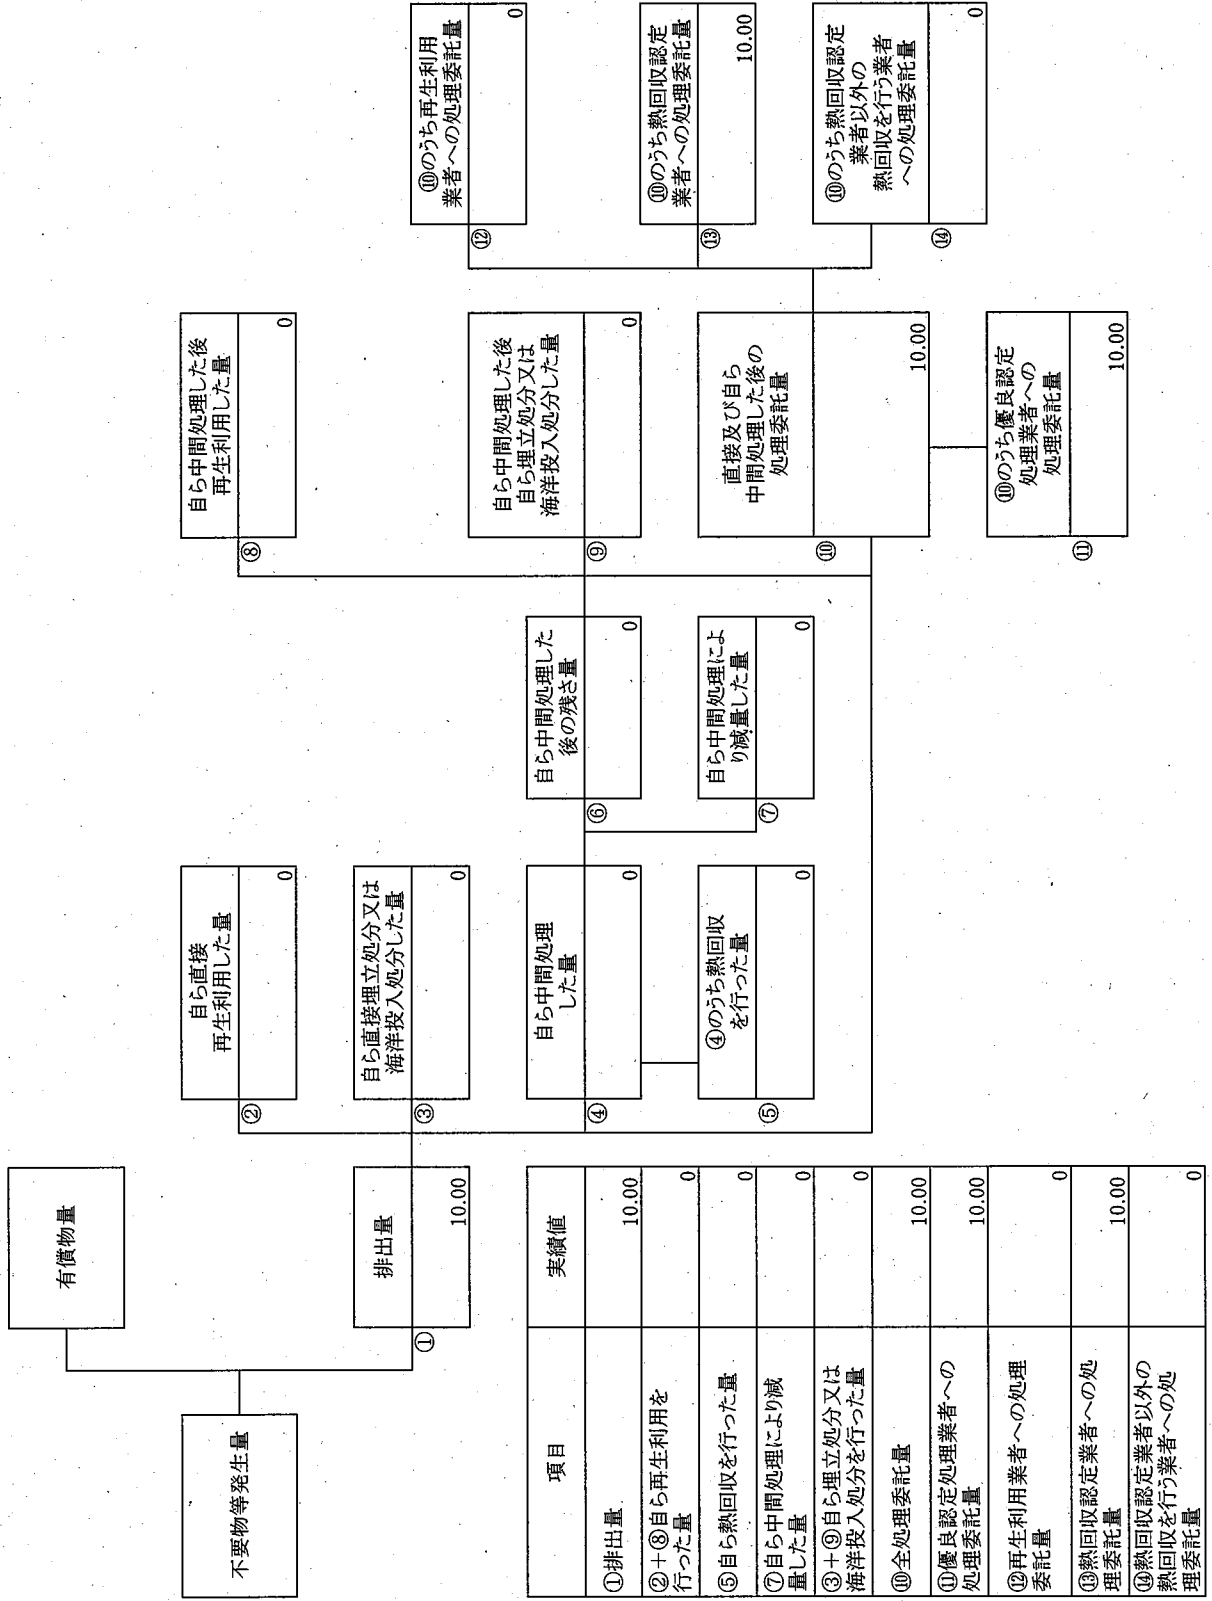 不要物等発生量
有償物量
排出量
①
10.00
自ら直接
再生利用した量
②
0
自ら直接埋立処分又は
海洋投入処分した量
③
0
自ら中間処理
した量
④
0
④のうち熱回収
を行った量
⑤
0
自ら中間処理した
後の残さ量
⑥
0
自ら中間処理によ
り減量した量
⑦
0
自ら中間処理した後
再生利用した量
⑧
0
自ら中間処理した後
自ら埋立処分又は
海洋投入処分した量
⑨
0
直接及び自ら
中間処理した後の
処理委託量
⑩
10.00
⑩のうち優良認定
処理業者への
処理委託量
⑪
10.00
⑩のうち再生利用
業者への処理委託量
⑫
0
⑩のうち熱回収認定
業者への処理委託量
⑬
10.00
⑩のうち熱回収認定
業者以外の
熱回収を行う業者
への処理委託量
⑭
0
項目 実績値
①排出量 10.00
②+⑧自ら再生利用を
行った量 0
⑤自ら熱回収を行った量 0
⑦自ら中間処理により減
量した量 0
③+⑨自ら埋立処分又は
海洋投入処分を行った量 0
⑩全処理委託量 10.00
⑪優良認定処理業者への
処理委託量 10.00
⑫再生利用業者への処理
委託量 0
⑬熱回収認定業者への処
理委託量 10.00
⑭熱回収認定業者以外の
熱回収を行う業者への処
理委託量 0